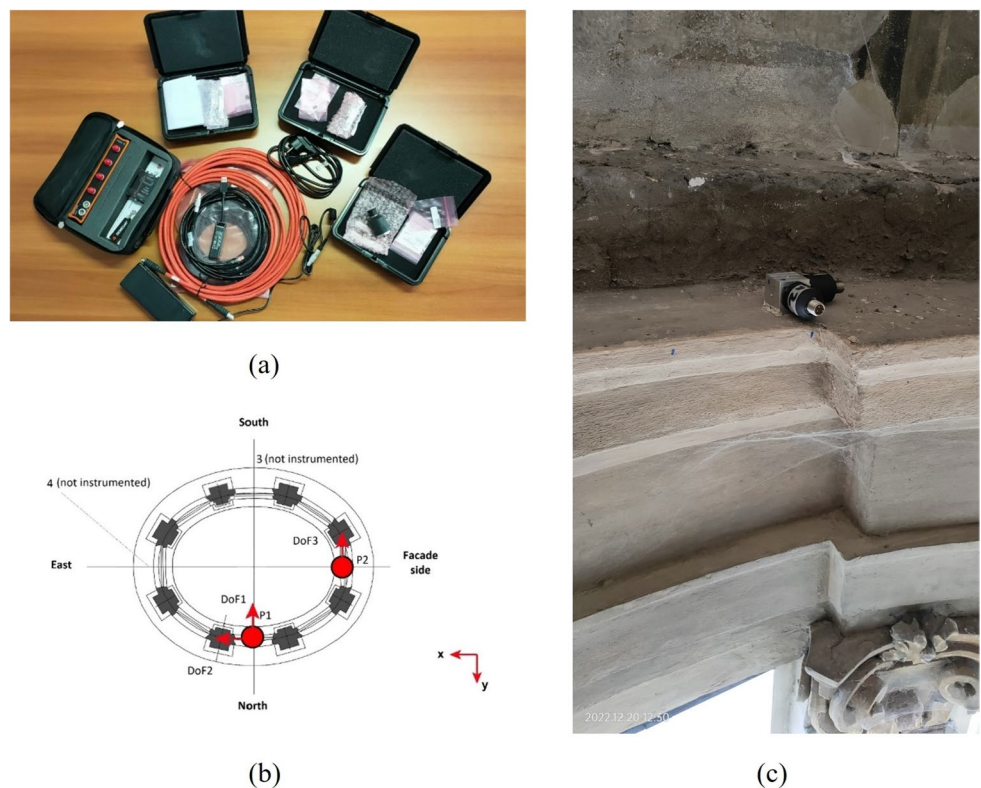 (a)
South
3 (not instrumented)
4 (not instrumented)
DoF3
East
P2
Facade
side
DoF1
P1
DoF2
x
y
North
(b)
2022.12.20 12:50
(c)